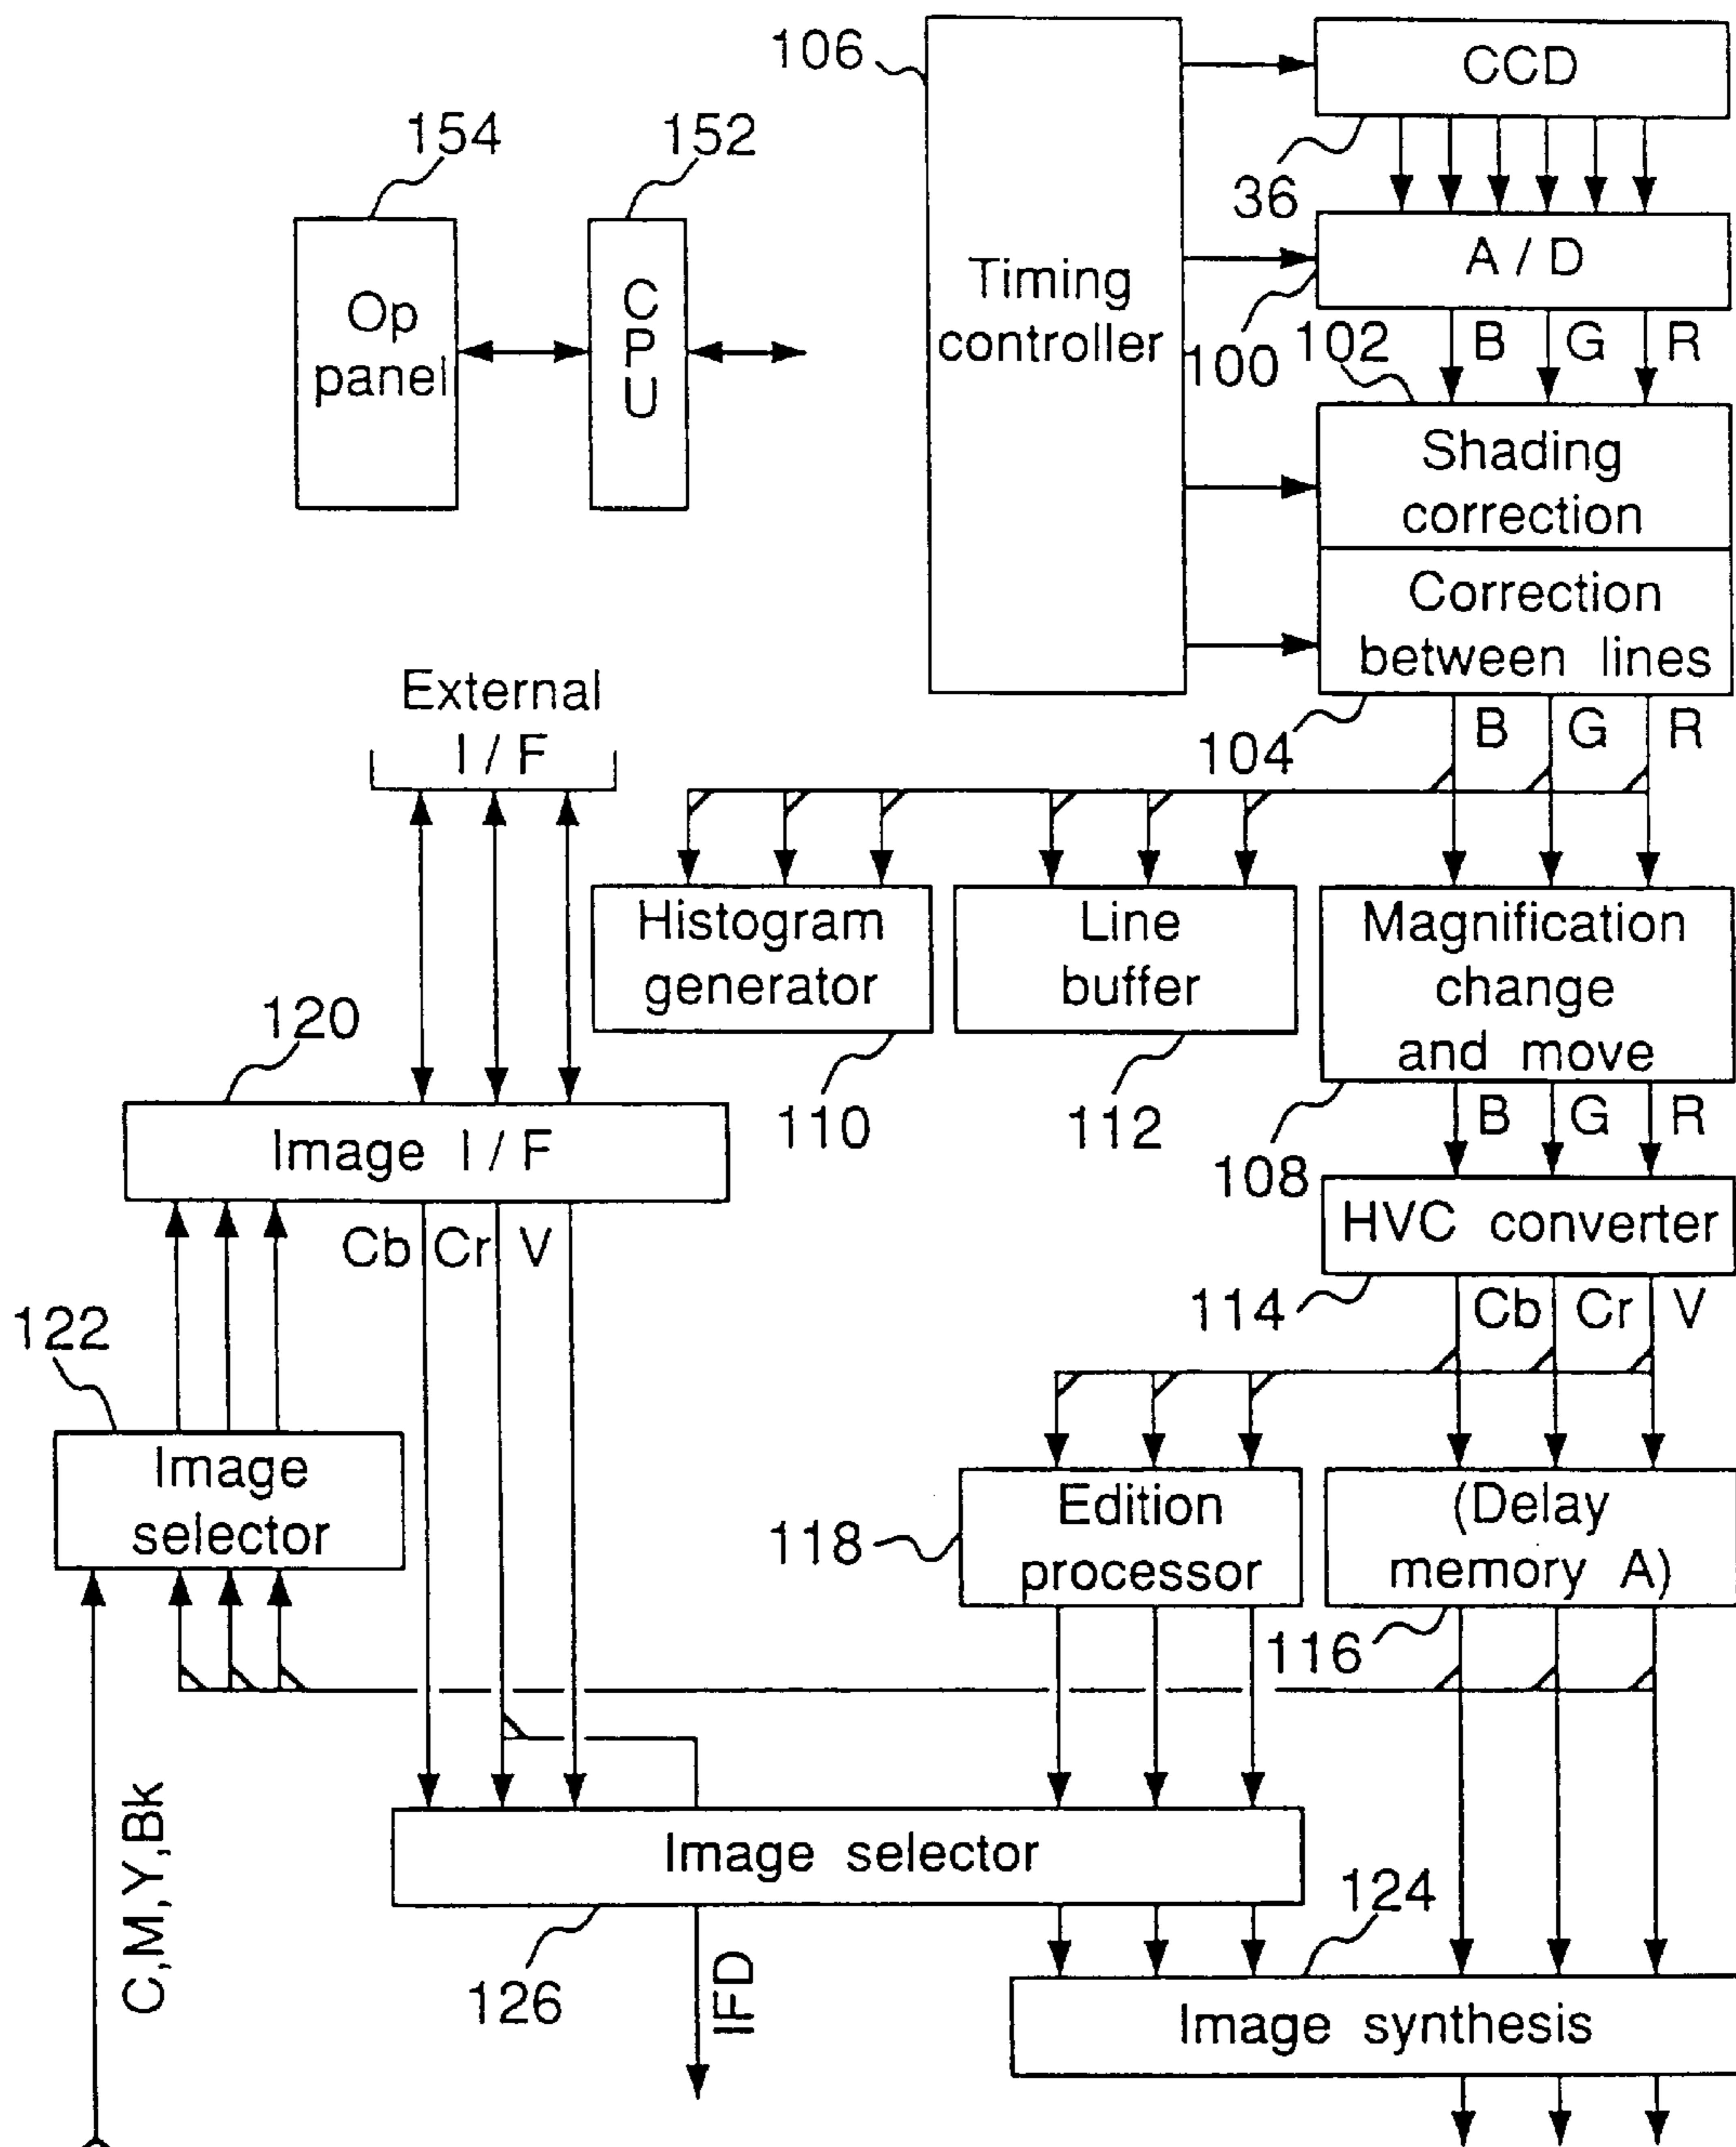 106
CCD
154
152
36
A / D
Op
panel
C
P
U
Timing
controller
100
102
B G R
Shading
correction
Correction
between lines
External
I / F
104
B G R
Histogram
generator
Line
buffer
Magnification
change
and move
120
110
112
B G R
108
Image I / F
HVC converter
Cb Cr V
114
Cb Cr V
122
Image
selector
118
Edition
processor
(Delay
memory A)
116
C,M,Y,Bk
Image selector
124
126
IFD
Image synthesis